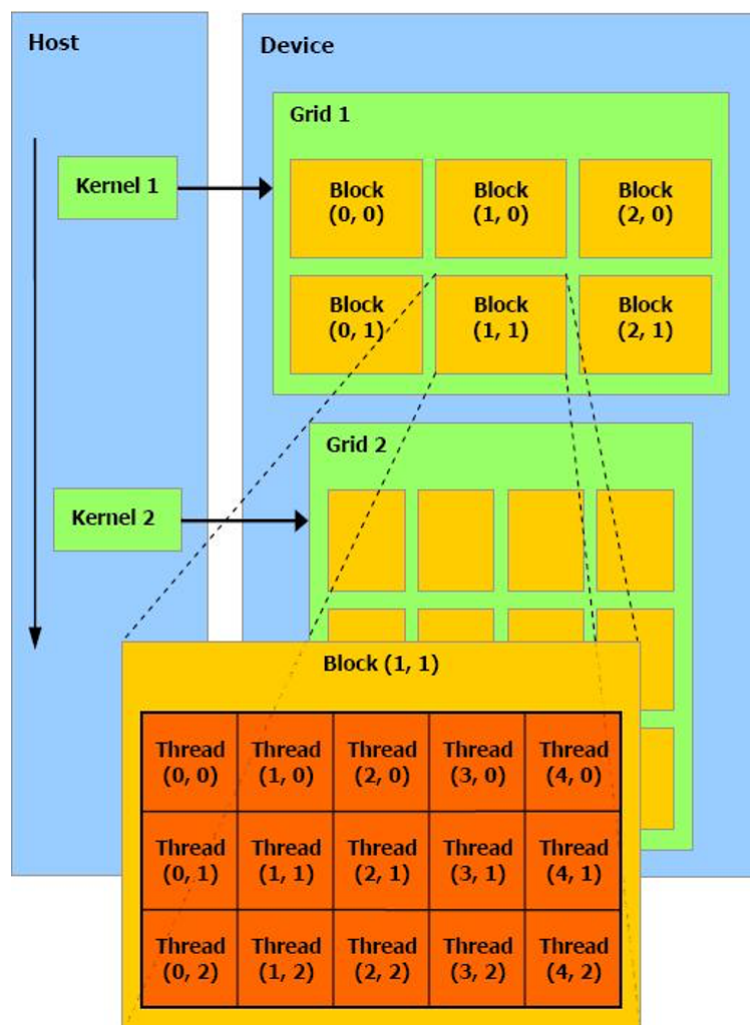 Host
Device
Grid 1
Kernel 1
Block
(0, 0)
Block
(1, 0)
Block
(2, 0)
Block
(0, 1)
Block
(1, 1)
Block
(2, 1)
Grid 2
Kernel 2
Block (1, 1)
Thread
(0, 0)
Thread
(1, 0)
Thread
(2, 0)
Thread
(3, 0)
Thread
(4, 0)
Thread
(0, 1)
Thread
(1, 1)
Thread
(2, 1)
Thread
(3, 1)
Thread
(4, 1)
Thread
(0, 2)
Thread
(1, 2)
Thread
(2, 2)
Thread
(3, 2)
Thread
(4, 2)